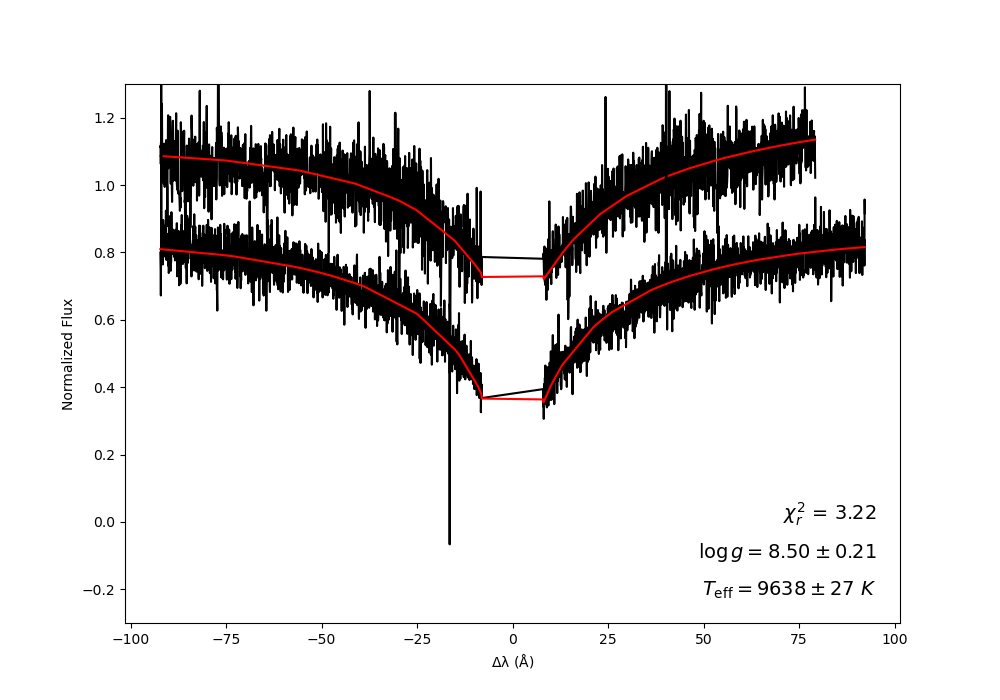 1.2
1.0
0.8
0.6
0.4
0.2
0.0
−0.2
Normalized Flux
χ²ᵣ = 3.22
log g = 8.50 ± 0.21
T_eff = 9638 ± 27 K
−100 −75 −50 −25 0 25 50 75 100
Δλ (Å)